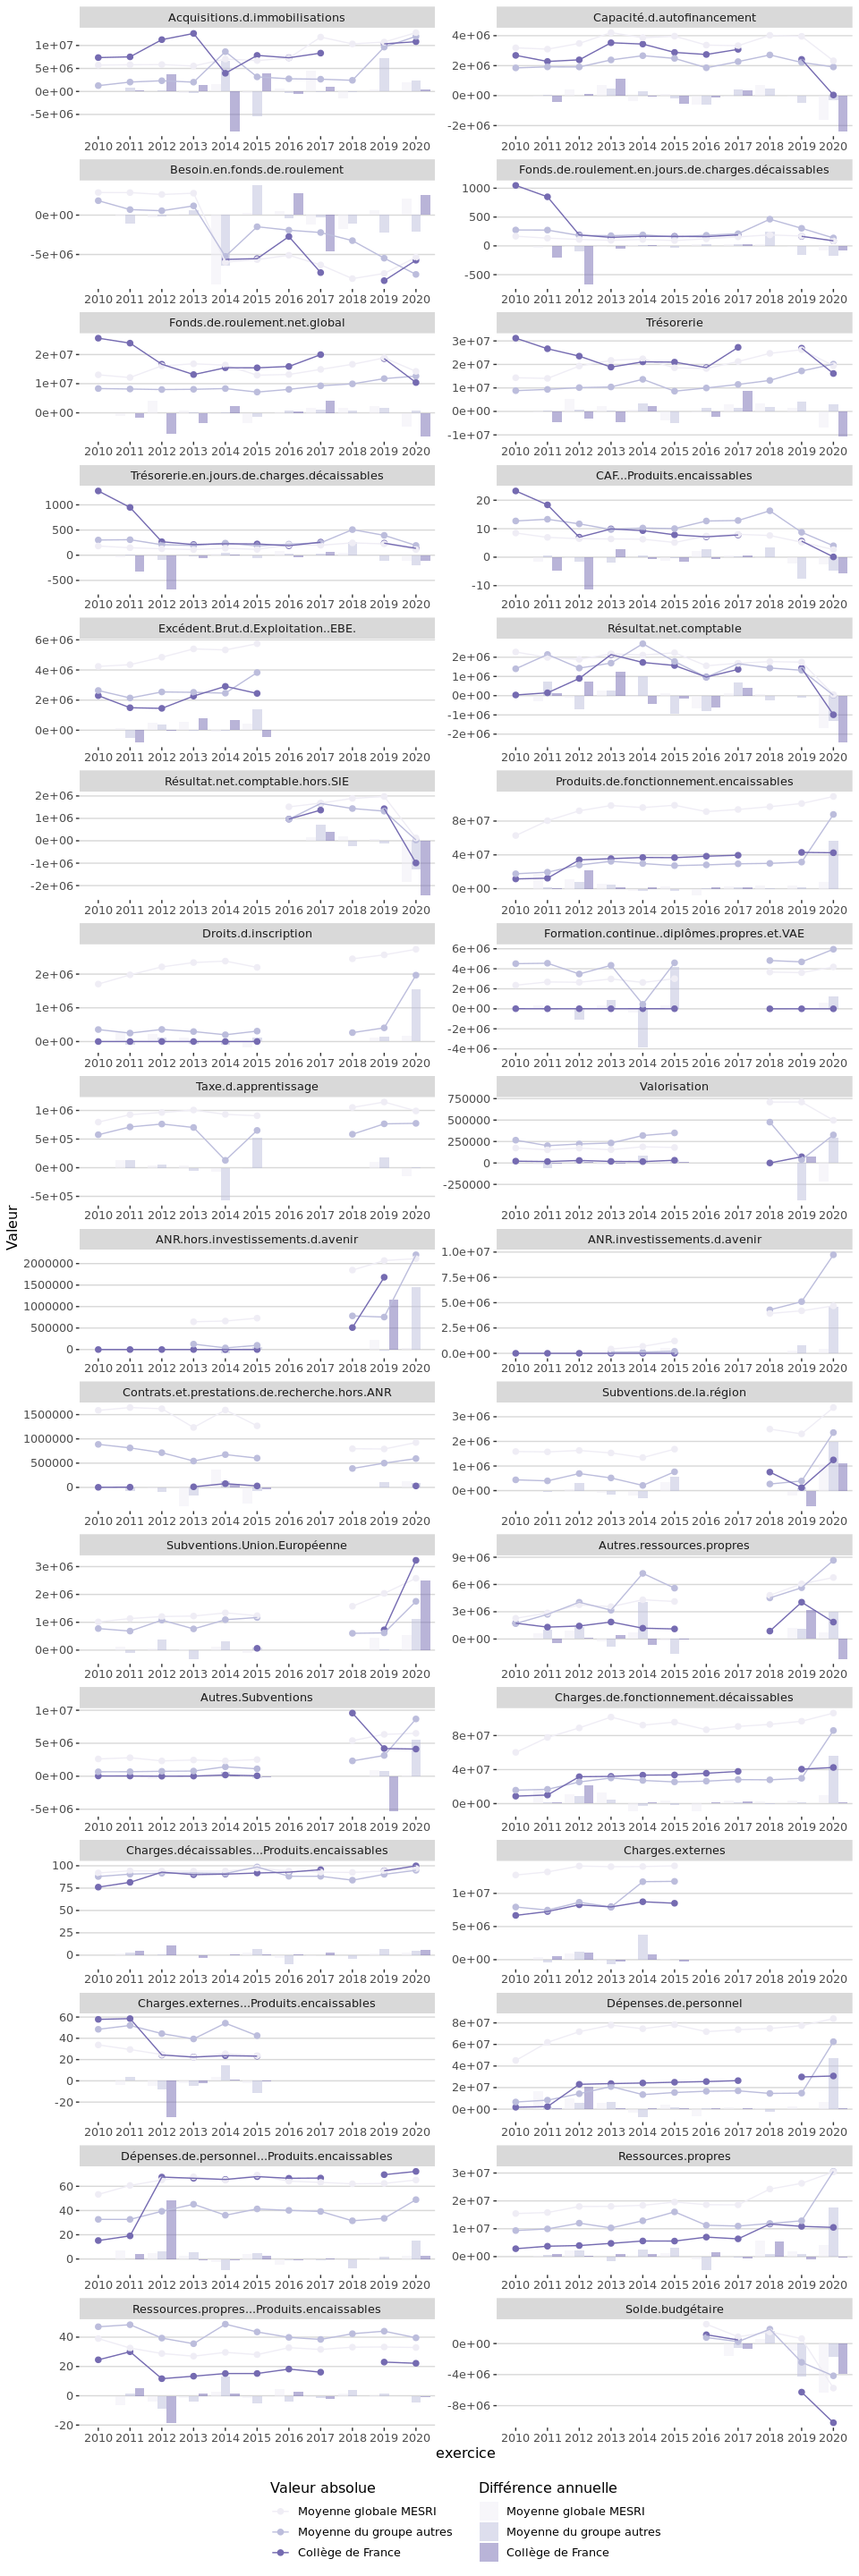 Acquisitions.d.immobilisations
1e+07
5e+06
0e+00
-5e+06
2010 2011 2012 2013 2014 2015 2016 2017 2018 2019 2020
Capacité.d.autofinancement
4e+06
2e+06
0e+00
-2e+06
2010 2011 2012 2013 2014 2015 2016 2017 2018 2019 2020
Besoin.en.fonds.de.roulement
0e+00
-5e+06
2010 2011 2012 2013 2014 2015 2016 2017 2018 2019 2020
Fonds.de.roulement.en.jours.de.charges.décaissables
1000
500
0
-500
2010 2011 2012 2013 2014 2015 2016 2017 2018 2019 2020
Fonds.de.roulement.net.global
2e+07
1e+07
0e+00
2010 2011 2012 2013 2014 2015 2016 2017 2018 2019 2020
Trésorerie
3e+07
2e+07
1e+07
0e+00
-1e+07
2010 2011 2012 2013 2014 2015 2016 2017 2018 2019 2020
Trésorerie.en.jours.de.charges.décaissables
1000
500
0
-500
2010 2011 2012 2013 2014 2015 2016 2017 2018 2019 2020
CAF...Produits.encaissables
20
10
0
-10
2010 2011 2012 2013 2014 2015 2016 2017 2018 2019 2020
Excédent.Brut.d.Exploitation..EBE.
6e+06
4e+06
2e+06
0e+00
2010 2011 2012 2013 2014 2015 2016 2017 2018 2019 2020
Résultat.net.comptable
2e+06
1e+06
0e+00
-1e+06
-2e+06
2010 2011 2012 2013 2014 2015 2016 2017 2018 2019 2020
Résultat.net.comptable.hors.SIE
2e+06
1e+06
0e+00
-1e+06
-2e+06
2010 2011 2012 2013 2014 2015 2016 2017 2018 2019 2020
Produits.de.fonctionnement.encaissables
8e+07
4e+07
0e+00
2010 2011 2012 2013 2014 2015 2016 2017 2018 2019 2020
Droits.d.inscription
2e+06
1e+06
0e+00
2010 2011 2012 2013 2014 2015 2016 2017 2018 2019 2020
Formation.continue..diplômes.propres.et.VAE
6e+06
4e+06
2e+06
0e+00
-2e+06
-4e+06
2010 2011 2012 2013 2014 2015 2016 2017 2018 2019 2020
Taxe.d.apprentissage
1e+06
5e+05
0e+00
-5e+05
2010 2011 2012 2013 2014 2015 2016 2017 2018 2019 2020
Valorisation
750000
500000
250000
0
-250000
2010 2011 2012 2013 2014 2015 2016 2017 2018 2019 2020
Valeur
ANR.hors.investissements.d.avenir
2000000
1500000
1000000
500000
0
2010 2011 2012 2013 2014 2015 2016 2017 2018 2019 2020
ANR.investissements.d.avenir
1.0e+07
7.5e+06
5.0e+06
2.5e+06
0.0e+00
2010 2011 2012 2013 2014 2015 2016 2017 2018 2019 2020
Contrats.et.prestations.de.recherche.hors.ANR
1500000
1000000
500000
0
2010 2011 2012 2013 2014 2015 2016 2017 2018 2019 2020
Subventions.de.la.région
3e+06
2e+06
1e+06
0e+00
2010 2011 2012 2013 2014 2015 2016 2017 2018 2019 2020
Subventions.Union.Européenne
3e+06
2e+06
1e+06
0e+00
2010 2011 2012 2013 2014 2015 2016 2017 2018 2019 2020
Autres.ressources.propres
9e+06
6e+06
3e+06
0e+00
2010 2011 2012 2013 2014 2015 2016 2017 2018 2019 2020
Autres.Subventions
1e+07
5e+06
0e+00
-5e+06
2010 2011 2012 2013 2014 2015 2016 2017 2018 2019 2020
Charges.de.fonctionnement.décaissables
8e+07
4e+07
0e+00
2010 2011 2012 2013 2014 2015 2016 2017 2018 2019 2020
Charges.décaissables...Produits.encaissables
100
75
50
25
0
2010 2011 2012 2013 2014 2015 2016 2017 2018 2019 2020
Charges.externes
1e+07
5e+06
0e+00
2010 2011 2012 2013 2014 2015 2016 2017 2018 2019 2020
Charges.externes...Produits.encaissables
60
40
20
0
-20
2010 2011 2012 2013 2014 2015 2016 2017 2018 2019 2020
Dépenses.de.personnel
8e+07
6e+07
4e+07
2e+07
0e+00
2010 2011 2012 2013 2014 2015 2016 2017 2018 2019 2020
Dépenses.de.personnel...Produits.encaissables
60
40
20
0
2010 2011 2012 2013 2014 2015 2016 2017 2018 2019 2020
Ressources.propres
3e+07
2e+07
1e+07
0e+00
2010 2011 2012 2013 2014 2015 2016 2017 2018 2019 2020
Ressources.propres...Produits.encaissables
40
20
0
-20
2010 2011 2012 2013 2014 2015 2016 2017 2018 2019 2020
Solde.budgétaire
0e+00
-4e+06
-8e+06
2010 2011 2012 2013 2014 2015 2016 2017 2018 2019 2020
exercice
Valeur absolue
Moyenne globale MESRI
Moyenne du groupe autres
Collège de France
Différence annuelle
Moyenne globale MESRI
Moyenne du groupe autres
Collège de France